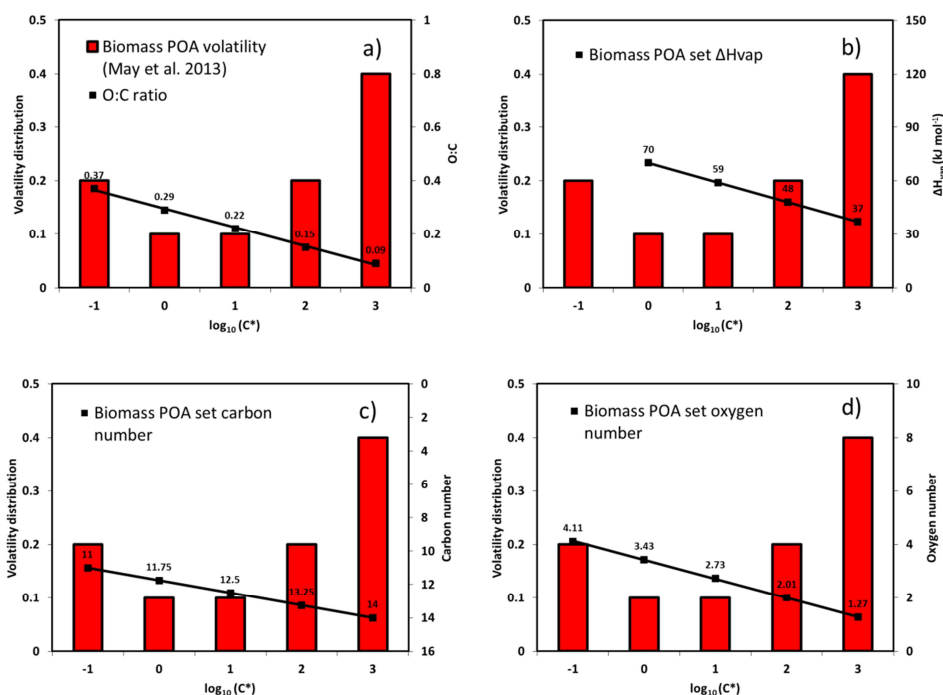 a)
Biomass POA volatility
(May et al. 2013)
O:C ratio
0.5
0.4
0.3
0.2
0.1
0
Volatility distribution
1
0.8
0.6
0.4
0.2
0
O:C
0.37
0.29
0.22
0.15
0.09
-1 0 1 2 3
log10 (C*)
b)
Biomass POA set ΔHvap
0.5
0.4
0.3
0.2
0.1
0
Volatility distribution
150
120
90
60
30
0
ΔHvap (kJ mol-1)
70
59
48
37
-1 0 1 2 3
log10 (C*)
c)
Biomass POA set carbon
number
0.5
0.4
0.3
0.2
0.1
0
Volatility distribution
0
2
4
6
8
10
12
14
16
Carbon number
11
11.75
12.5
13.25
14
-1 0 1 2 3
log10 (C*)
d)
Biomass POA set oxygen
number
0.5
0.4
0.3
0.2
0.1
0
Volatility distribution
10
8
6
4
2
0
Oxygen number
4.11
3.43
2.73
2.01
1.27
-1 0 1 2 3
log10 (C*)